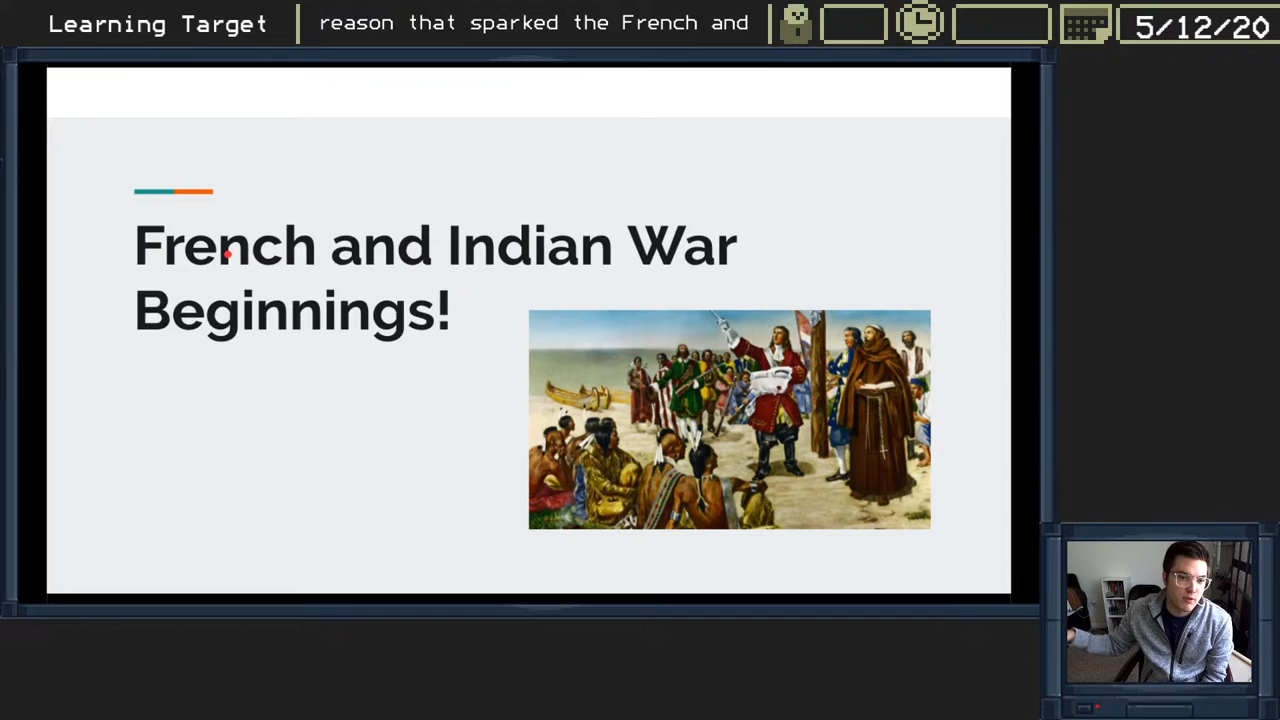 Learning Target
reason that sparked the French and
5/12/20
French and Indian War
Beginnings!